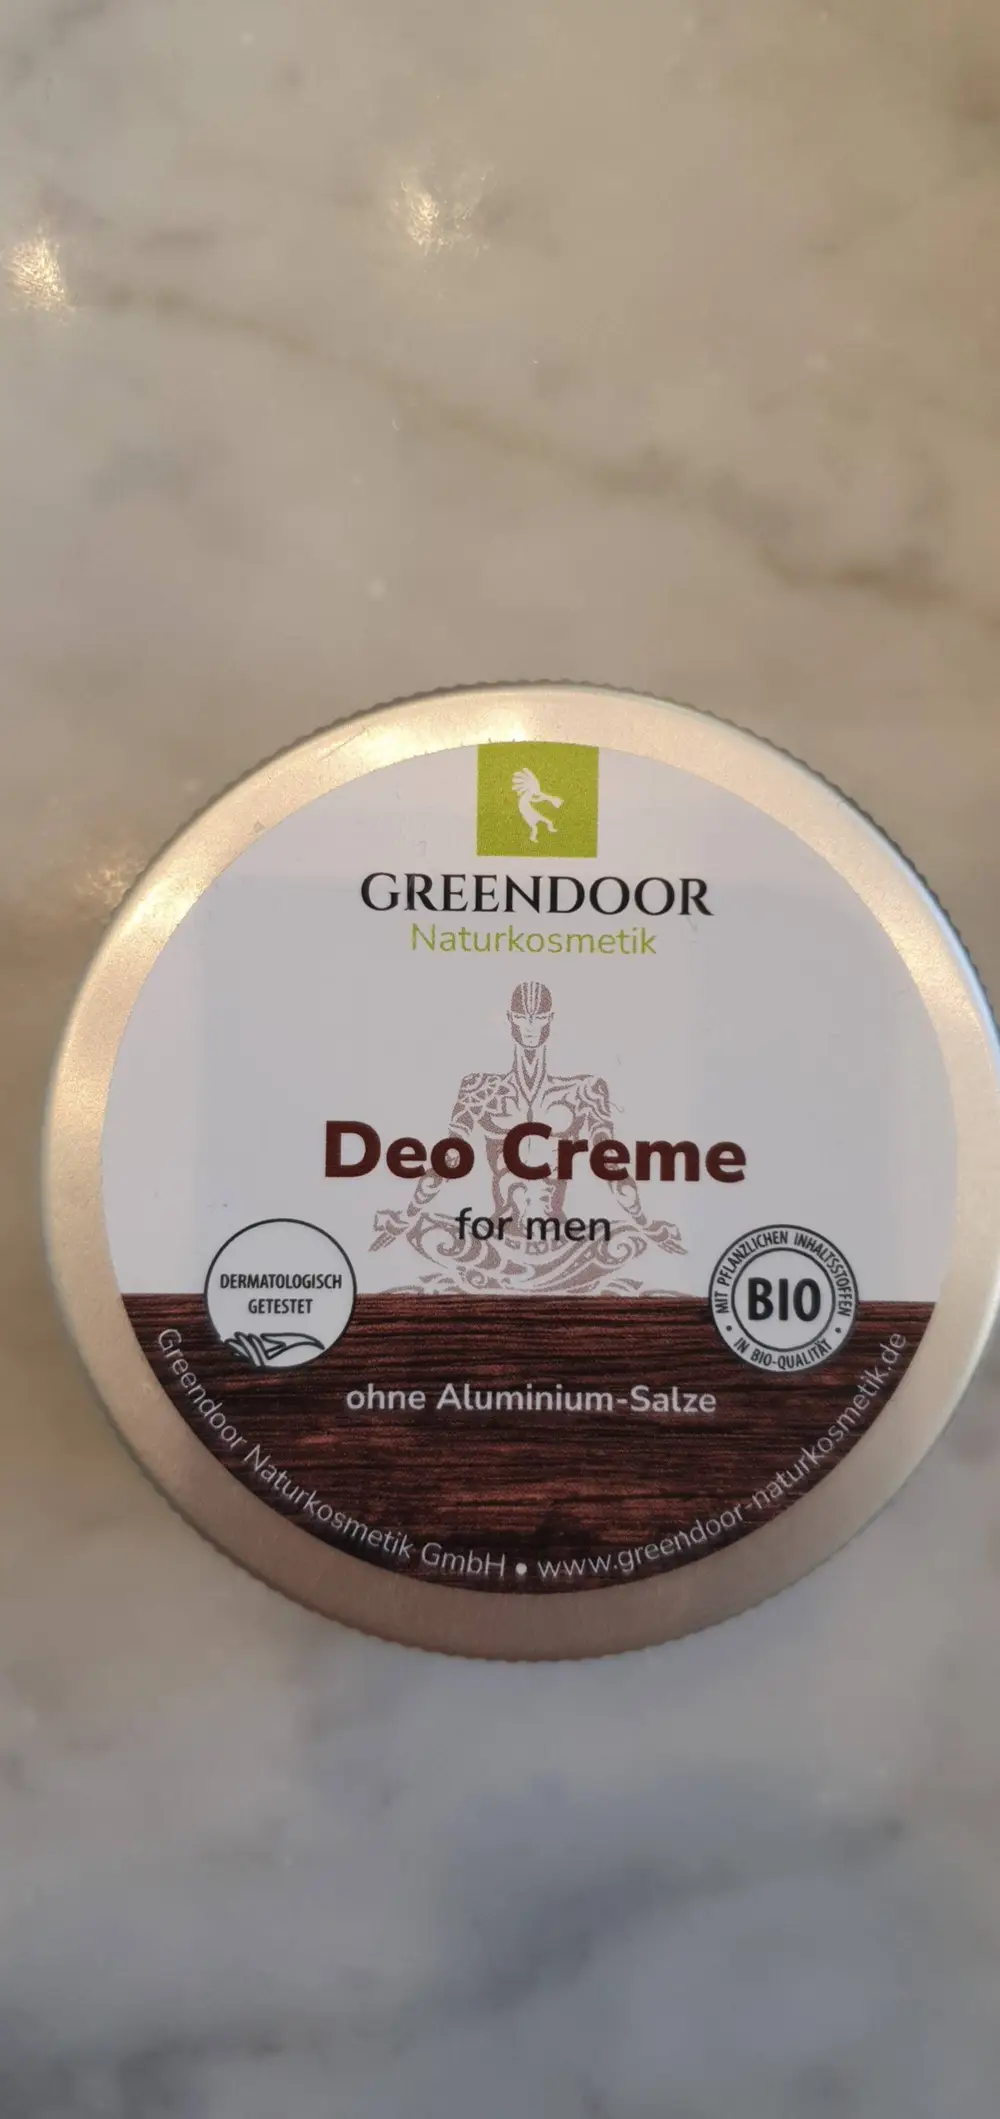 GREENDOOR
Naturkosmetik
Deo Creme
for men
DERMATOLOGISCH
GETESTET
MIT PFLANZLICHEN INHALTSSTOFFEN
BIO
• IN BIO-QUALITÄT •
ohne Aluminium-Salze
Greendoor Naturkosmetik GmbH • www.greendoor-naturkosmetik.de